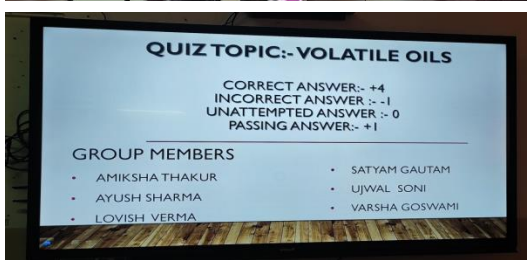 QUIZ TOPIC:- VOLATILE OILS
CORRECT ANSWER:- +4
INCORRECT ANSWER :- -1
UNATTEMPTED ANSWER :- 0
PASSING ANSWER:- +1
GROUP MEMBERS
• AMIKSHA THAKUR
• AYUSH SHARMA
• LOVISH VERMA
• SATYAM GAUTAM
• UJWAL SONI
• VARSHA GOSWAMI